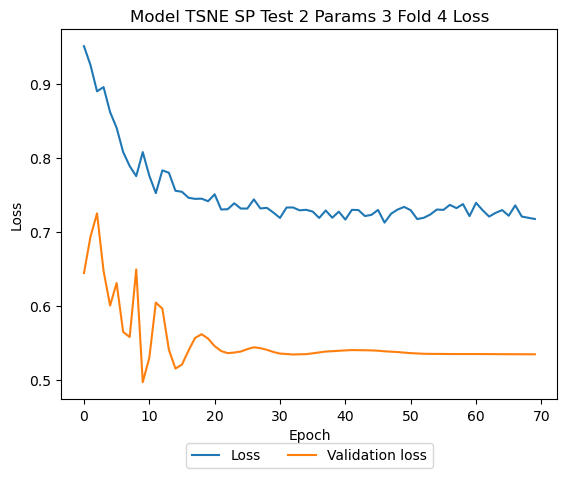 Model TSNE SP Test 2 Params 3 Fold 4 Loss
Loss
0.9
0.8
0.7
0.6
0.5
0 10 20 30 40 50 60 70
Epoch
Loss Validation loss